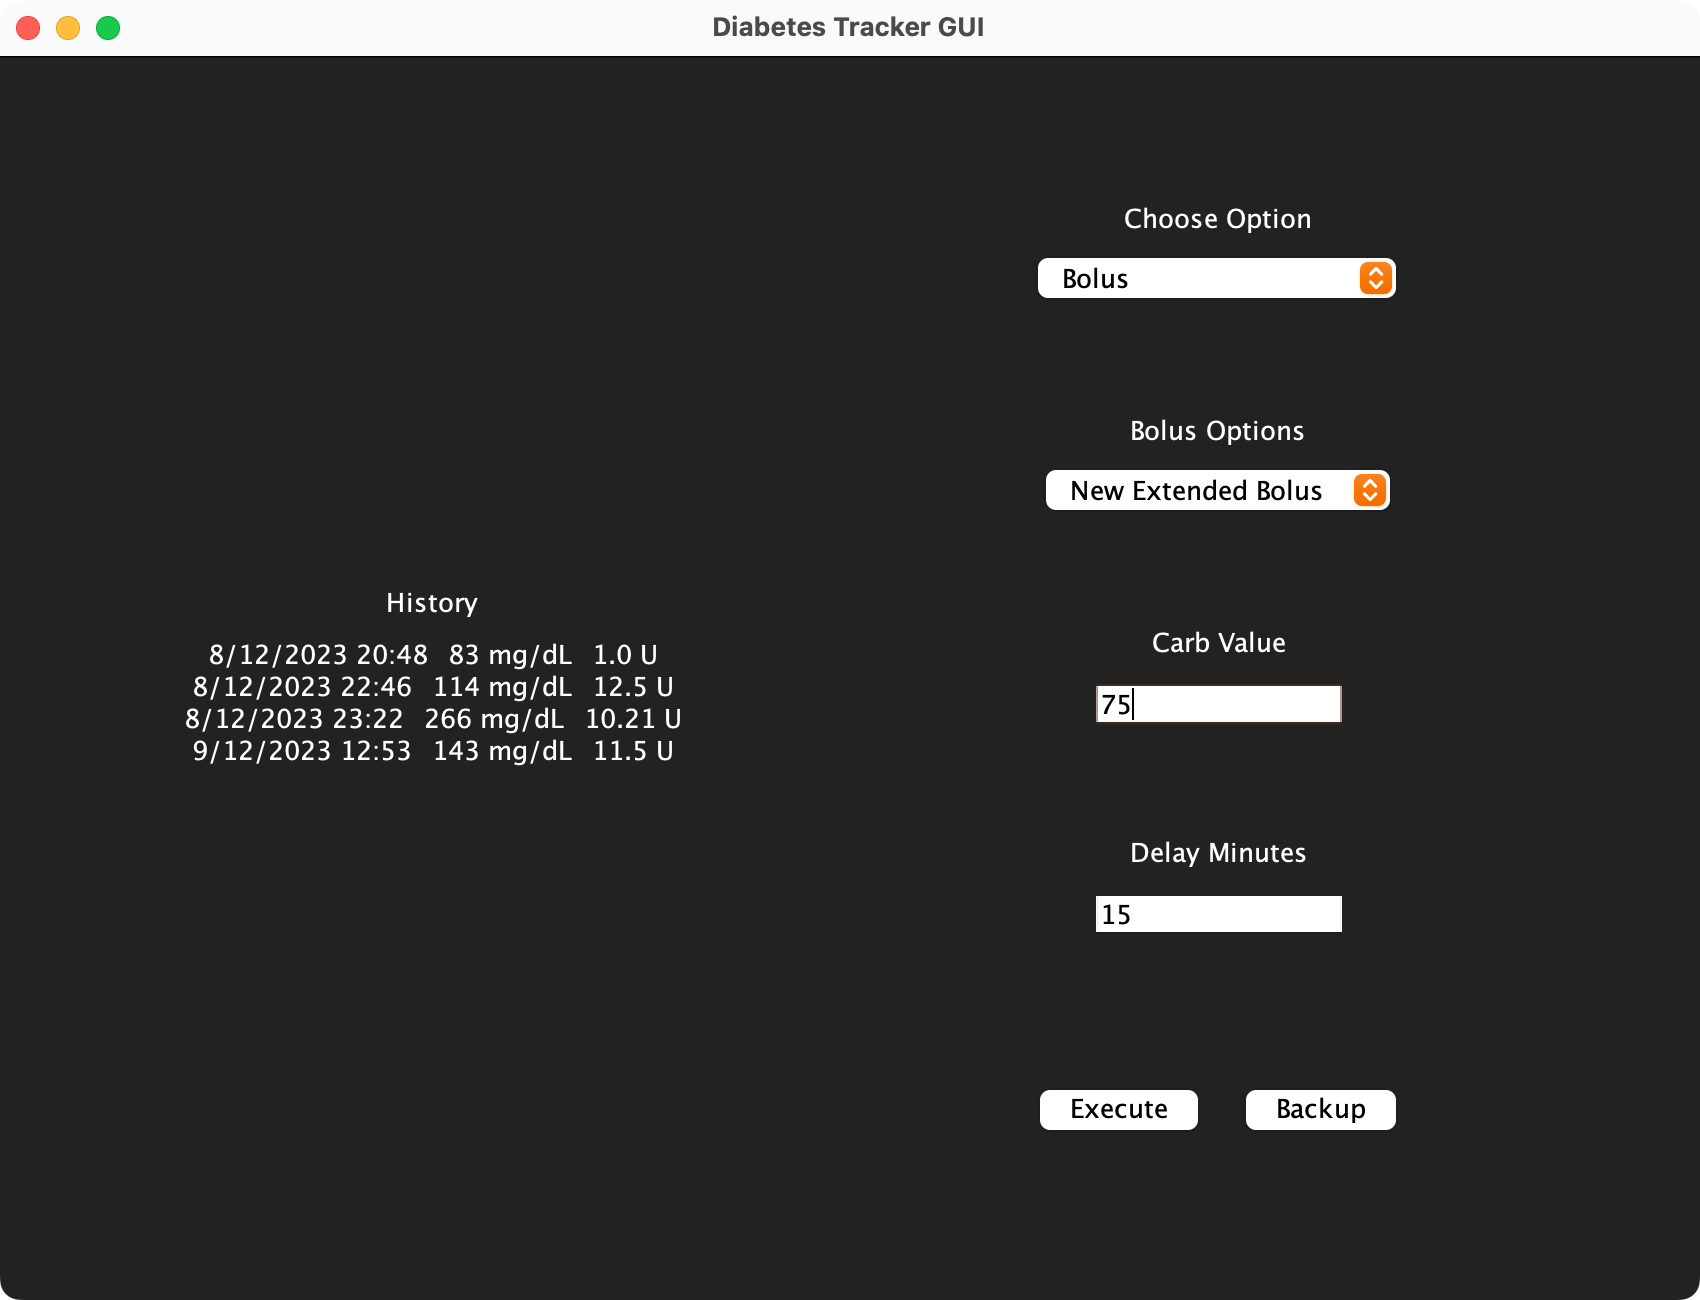 Diabetes Tracker GUI
Choose Option
Bolus
Bolus Options
New Extended Bolus
History
8/12/2023 20:48 83 mg/dL 1.0 U
8/12/2023 22:46 114 mg/dL 12.5 U
8/12/2023 23:22 266 mg/dL 10.21 U
9/12/2023 12:53 143 mg/dL 11.5 U
Carb Value
75
Delay Minutes
15
Execute Backup